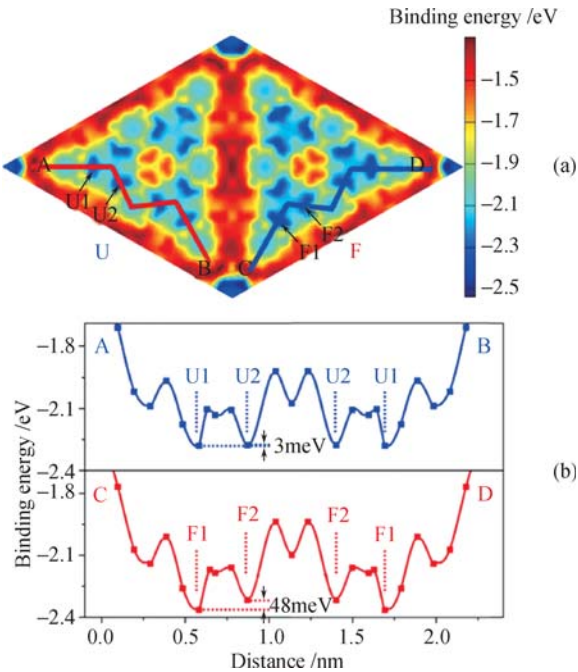 Binding energy /eV
−1.5
−1.7
−1.9
−2.1
−2.3
−2.5
(a)
A
D
U1
U2
F2
F1
U
F
B
C
−1.8
−2.1
−2.4
A
B
U1
U2
U2
U1
3meV
(b)
Binding energy /eV
−1.8
−2.1
−2.4
C
D
F1
F2
F2
F1
48meV
0.0
0.5
1.0
1.5
2.0
Distance /nm